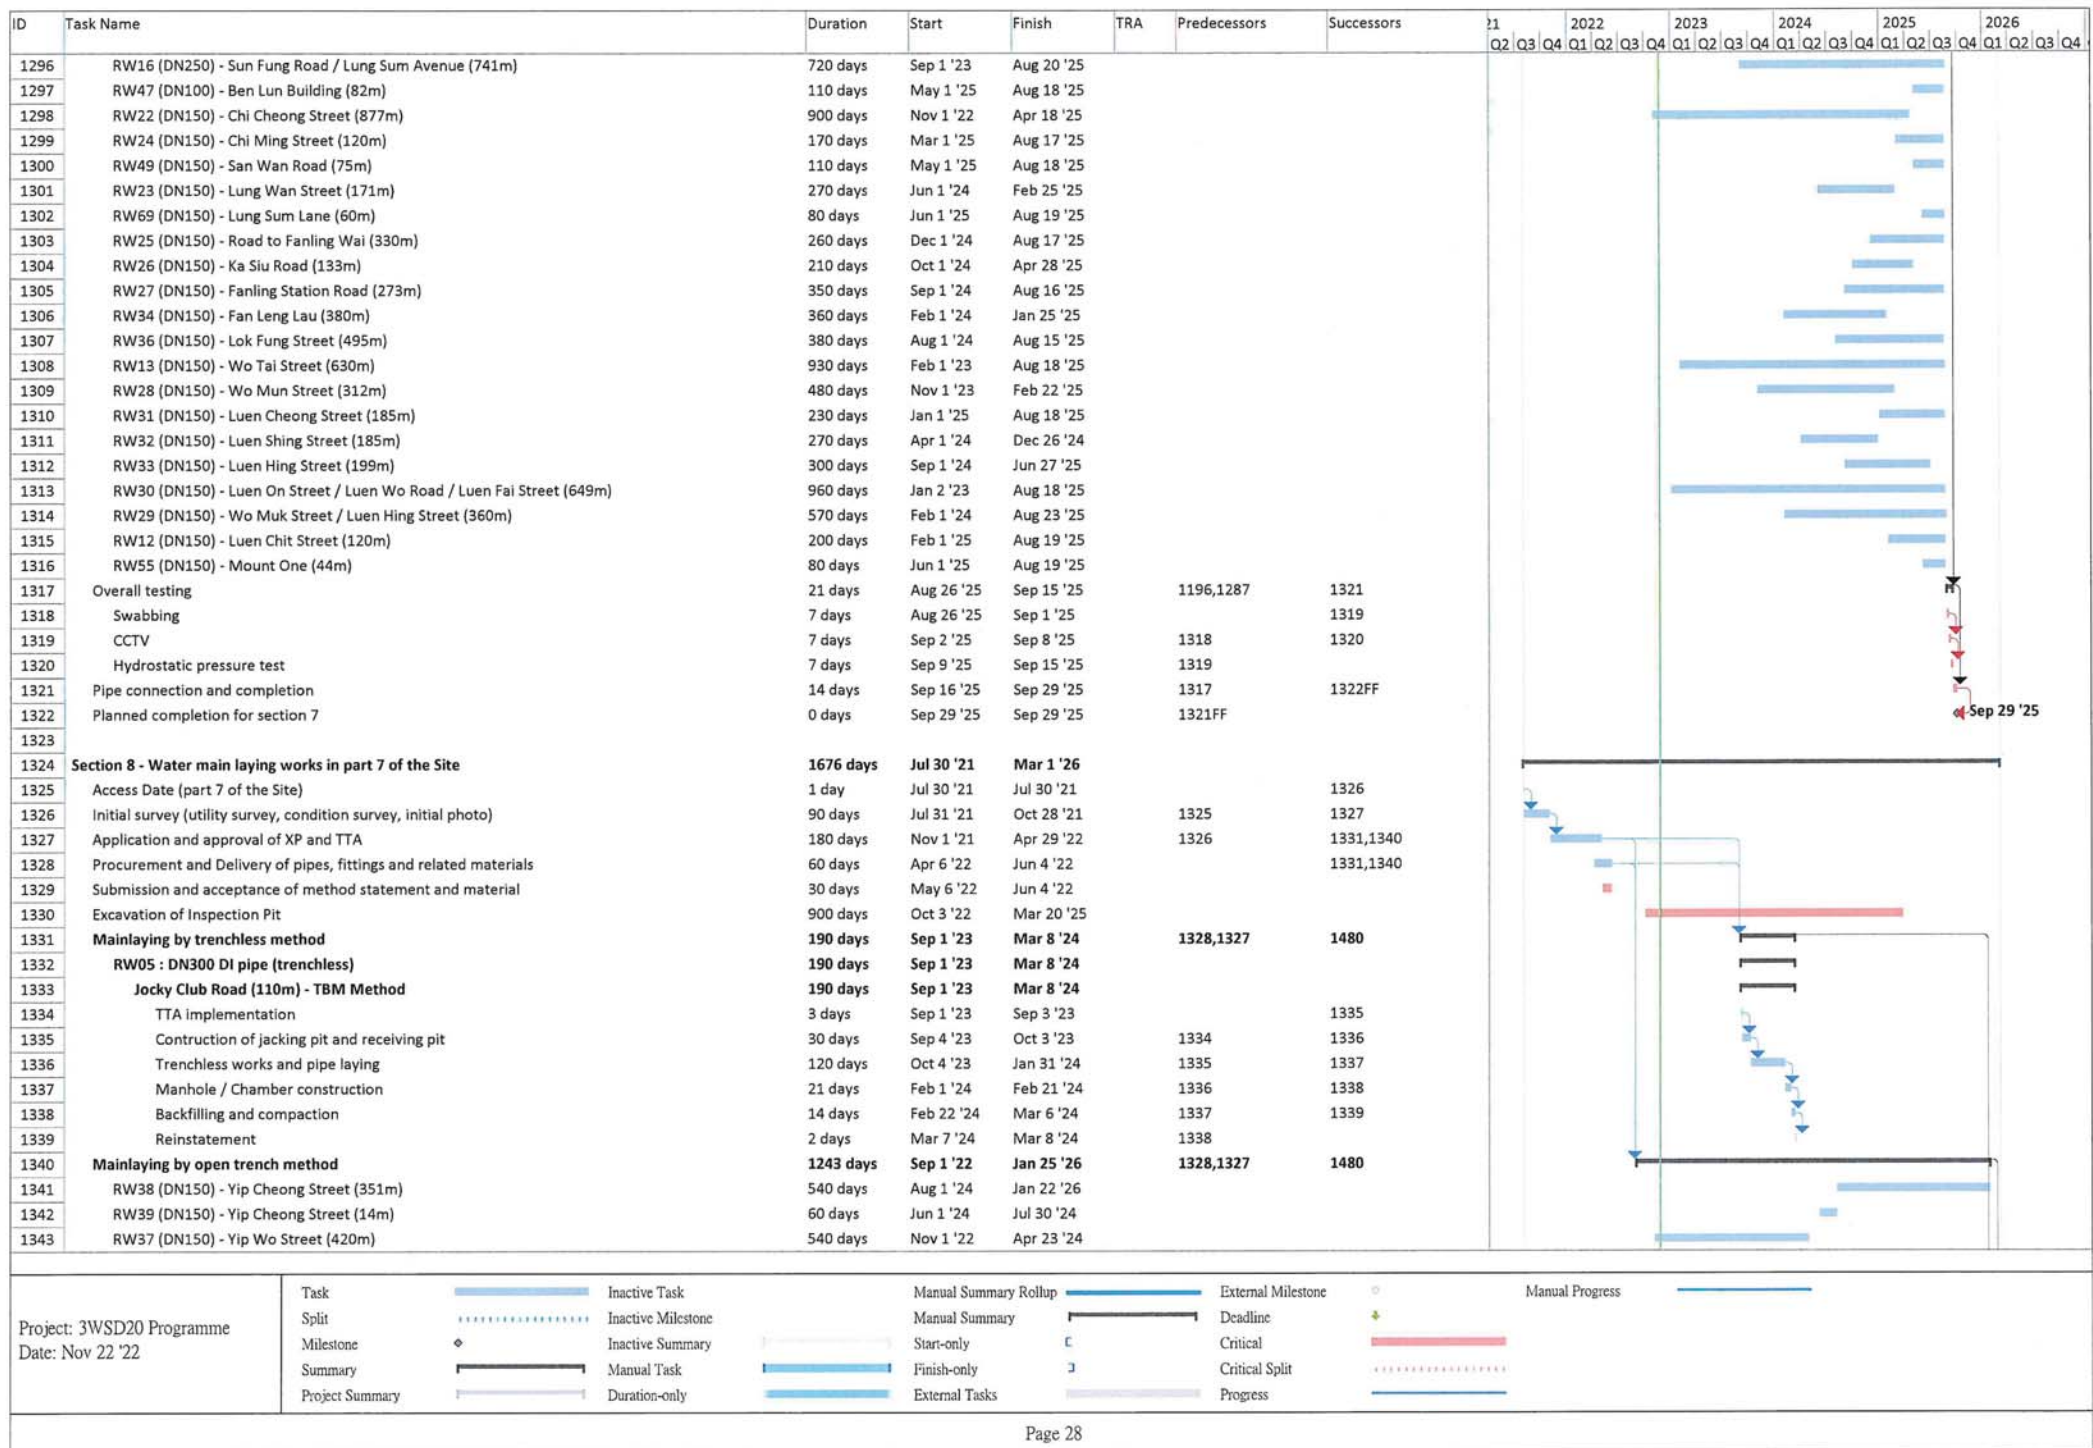 ID Task Name Duration Start Finish TRA Predecessors Successors 21 2022 2023 2024 2025 2026
Q2 Q3 Q4 Q1 Q2 Q3 Q4 Q1 Q2 Q3 Q4 Q1 Q2 Q3 Q4 Q1 Q2 Q3 Q4 Q1 Q2 Q3 Q4
1296 RW16 (DN250) - Sun Fung Road / Lung Sum Avenue (741m) 720 days Sep 1 '23 Aug 20 '25
1297 RW47 (DN100) - Ben Lun Building (82m) 110 days May 1 '25 Aug 18 '25
1298 RW22 (DN150) - Chi Cheong Street (877m) 900 days Nov 1 '22 Apr 18 '25
1299 RW24 (DN150) - Chi Ming Street (120m) 170 days Mar 1 '25 Aug 17 '25
1300 RW49 (DN150) - San Wan Road (75m) 110 days May 1 '25 Aug 18 '25
1301 RW23 (DN150) - Lung Wan Street (171m) 270 days Jun 1 '24 Feb 25 '25
1302 RW69 (DN150) - Lung Sum Lane (60m) 80 days Jun 1 '25 Aug 19 '25
1303 RW25 (DN150) - Road to Fanling Wai (330m) 260 days Dec 1 '24 Aug 17 '25
1304 RW26 (DN150) - Ka Siu Road (133m) 210 days Oct 1 '24 Apr 28 '25
1305 RW27 (DN150) - Fanling Station Road (273m) 350 days Sep 1 '24 Aug 16 '25
1306 RW34 (DN150) - Fan Leng Lau (380m) 360 days Feb 1 '24 Jan 25 '25
1307 RW36 (DN150) - Lok Fung Street (495m) 380 days Aug 1 '24 Aug 15 '25
1308 RW13 (DN150) - Wo Tai Street (630m) 930 days Feb 1 '23 Aug 18 '25
1309 RW28 (DN150) - Wo Mun Street (312m) 480 days Nov 1 '23 Feb 22 '25
1310 RW31 (DN150) - Luen Cheong Street (185m) 230 days Jan 1 '25 Aug 18 '25
1311 RW32 (DN150) - Luen Shing Street (185m) 270 days Apr 1 '24 Dec 26 '24
1312 RW33 (DN150) - Luen Hing Street (199m) 300 days Sep 1 '24 Jun 27 '25
1313 RW30 (DN150) - Luen On Street / Luen Wo Road / Luen Fai Street (649m) 960 days Jan 2 '23 Aug 18 '25
1314 RW29 (DN150) - Wo Muk Street / Luen Hing Street (360m) 570 days Feb 1 '24 Aug 23 '25
1315 RW12 (DN150) - Luen Chit Street (120m) 200 days Feb 1 '25 Aug 19 '25
1316 RW55 (DN150) - Mount One (44m) 80 days Jun 1 '25 Aug 19 '25
1317 Overall testing 21 days Aug 26 '25 Sep 15 '25 1196,1287 1321
1318 Swabbing 7 days Aug 26 '25 Sep 1 '25 1319
1319 CCTV 7 days Sep 2 '25 Sep 8 '25 1318 1320
1320 Hydrostatic pressure test 7 days Sep 9 '25 Sep 15 '25 1319
1321 Pipe connection and completion 14 days Sep 16 '25 Sep 29 '25 1317 1322FF
1322 Planned completion for section 7 0 days Sep 29 '25 Sep 29 '25 1321FF Sep 29 '25
1323
1324 Section 8 - Water main laying works in part 7 of the Site 1676 days Jul 30 '21 Mar 1 '26
1325 Access Date (part 7 of the Site) 1 day Jul 30 '21 Jul 30 '21 1326
1326 Initial survey (utility survey, condition survey, initial photo) 90 days Jul 31 '21 Oct 28 '21 1325 1327
1327 Application and approval of XP and TTA 180 days Nov 1 '21 Apr 29 '22 1326 1331,1340
1328 Procurement and Delivery of pipes, fittings and related materials 60 days Apr 6 '22 Jun 4 '22 1331,1340
1329 Submission and acceptance of method statement and material 30 days May 6 '22 Jun 4 '22
1330 Excavation of Inspection Pit 900 days Oct 3 '22 Mar 20 '25
1331 Mainlaying by trenchless method 190 days Sep 1 '23 Mar 8 '24 1328,1327 1480
1332 RW05 : DN300 DI pipe (trenchless) 190 days Sep 1 '23 Mar 8 '24
1333 Jocky Club Road (110m) - TBM Method 190 days Sep 1 '23 Mar 8 '24
1334 TTA implementation 3 days Sep 1 '23 Sep 3 '23 1335
1335 Contruction of jacking pit and receiving pit 30 days Sep 4 '23 Oct 3 '23 1334 1336
1336 Trenchless works and pipe laying 120 days Oct 4 '23 Jan 31 '24 1335 1337
1337 Manhole / Chamber construction 21 days Feb 1 '24 Feb 21 '24 1336 1338
1338 Backfilling and compaction 14 days Feb 22 '24 Mar 6 '24 1337 1339
1339 Reinstatement 2 days Mar 7 '24 Mar 8 '24 1338
1340 Mainlaying by open trench method 1243 days Sep 1 '22 Jan 25 '26 1328,1327 1480
1341 RW38 (DN150) - Yip Cheong Street (351m) 540 days Aug 1 '24 Jan 22 '26
1342 RW39 (DN150) - Yip Cheong Street (14m) 60 days Jun 1 '24 Jul 30 '24
1343 RW37 (DN150) - Yip Wo Street (420m) 540 days Nov 1 '22 Apr 23 '24
Project: 3WSD20 Programme
Date: Nov 22 '22
Task Inactive Task Manual Summary Rollup External Milestone Manual Progress
Split Inactive Milestone Manual Summary Deadline
Milestone Inactive Summary Start-only Critical
Summary Manual Task Finish-only Critical Split
Project Summary Duration-only External Tasks Progress
Page 28